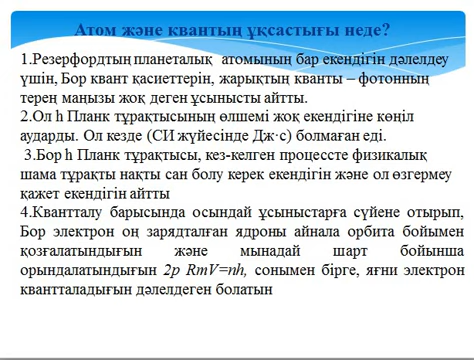 Атом және квантың ұқсастығы неде?
1.Резерфордтың планеталық атомының бар екендігін дәлелдеу
үшін, Бор квант қасиеттерін, жарықтың кванты – фотонның
терең маңызы жоқ деген ұсынысты айтты.
2.Ол h Планк тұрақтысының өлшемі жоқ екендігіне көңіл
аударды. Ол кезде (СИ жүйесінде Дж·с) болмаған еді.
3.Бор h Планк тұрақтысы, кез-келген процессте физикалық
шама тұрақты нақты сан болу керек екендігін және ол өзгермеу
қажет екендігін айтты
4.Квантталу барысында осындай ұсыныстарға сүйене отырып,
Бор электрон оң зарядталған ядроны айнала орбита бойымен
қозғалатындығын және мынадай шарт бойынша
орындалатындығын 2p RmV=nh, сонымен бірге, яғни электрон
квантталадығын дәлелдеген болатын